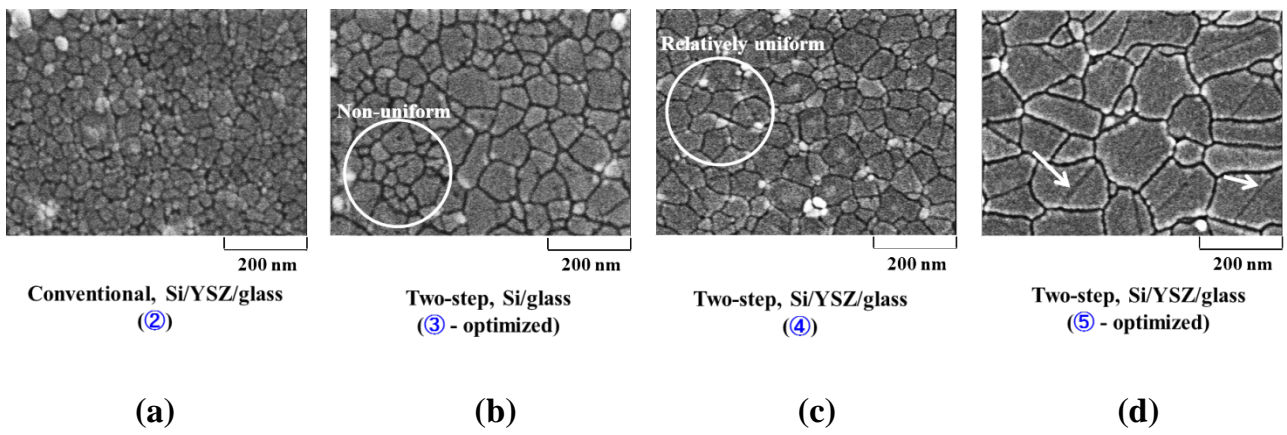 Non-uniform
Relatively uniform
200 nm
200 nm
200 nm
200 nm
Conventional, Si/YSZ/glass
(②)
Two-step, Si/glass
(③ - optimized)
Two-step, Si/YSZ/glass
(④)
Two-step, Si/YSZ/glass
(⑤ - optimized)
(a)
(b)
(c)
(d)